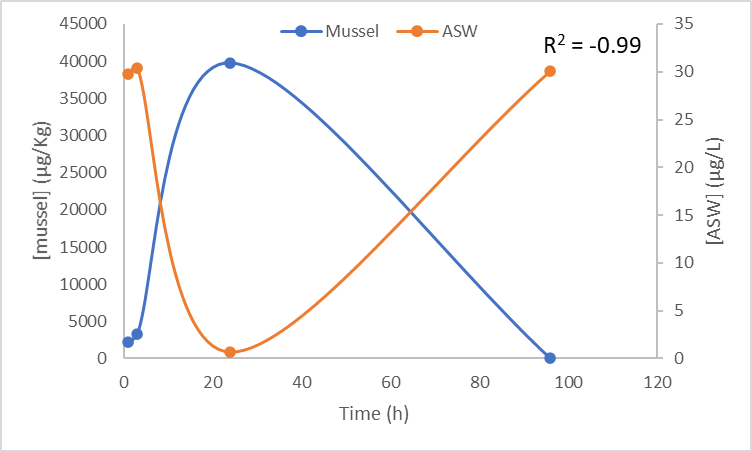 Mussel
ASW
R² = -0.99
[mussel] (µg/Kg)
45000
40000
35000
30000
25000
20000
15000
10000
5000
0
35
30
25
20
15
10
5
0
[ASW] (µg/L)
0 20 40 60 80 100 120
Time (h)